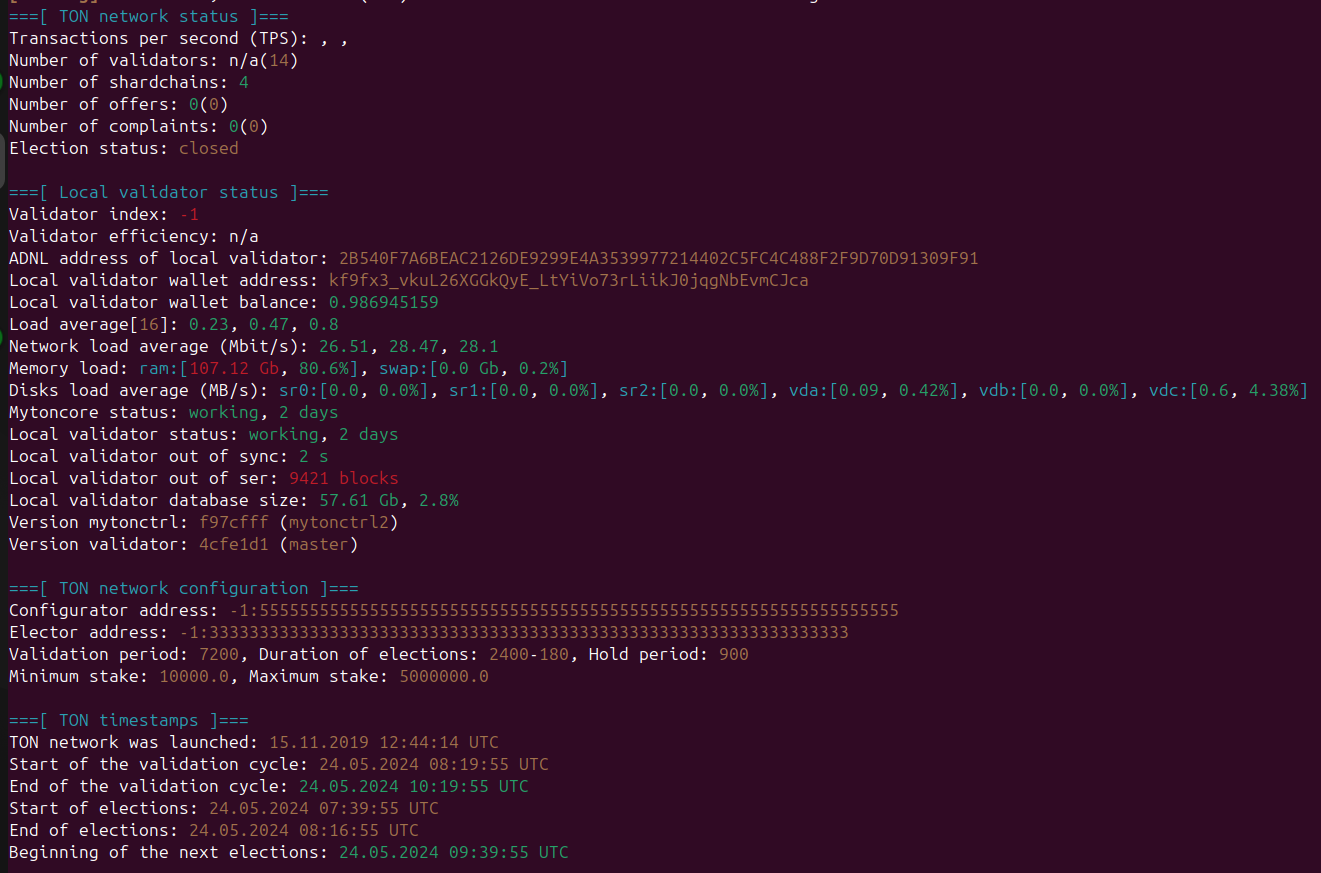 ===[ TON network status ]===
Transactions per second (TPS): , ,
Number of validators: n/a(14)
Number of shardchains: 4
Number of offers: 0(0)
Number of complaints: 0(0)
Election status: closed
===[ Local validator status ]===
Validator index: -1
Validator efficiency: n/a
ADNL address of local validator: 2B540F7A6BEAC2126DE9299E4A3539977214402C5FC4C488F2F9D70D91309F91
Local validator wallet address: kf9fx3_vkuL26XGGkQyE_LtYiVo73rLiikJ0jqgNbEvmCJca
Local validator wallet balance: 0.986945159
Load average[16]: 0.23, 0.47, 0.8
Network load average (Mbit/s): 26.51, 28.47, 28.1
Memory load: ram:[107.12 Gb, 80.6%], swap:[0.0 Gb, 0.2%]
Disks load average (MB/s): sr0:[0.0, 0.0%], sr1:[0.0, 0.0%], sr2:[0.0, 0.0%], vda:[0.09, 0.42%], vdb:[0.0, 0.0%], vdc:[0.6, 4.38%]
Mytoncore status: working, 2 days
Local validator status: working, 2 days
Local validator out of sync: 2 s
Local validator out of ser: 9421 blocks
Local validator database size: 57.61 Gb, 2.8%
Version mytonctrl: f97cfff (mytonctrl2)
Version validator: 4cfe1d1 (master)
===[ TON network configuration ]===
Configurator address: -1:5555555555555555555555555555555555555555555555555555555555555555
Elector address: -1:3333333333333333333333333333333333333333333333333333333333333333
Validation period: 7200, Duration of elections: 2400-180, Hold period: 900
Minimum stake: 10000.0, Maximum stake: 5000000.0
===[ TON timestamps ]===
TON network was launched: 15.11.2019 12:44:14 UTC
Start of the validation cycle: 24.05.2024 08:19:55 UTC
End of the validation cycle: 24.05.2024 10:19:55 UTC
Start of elections: 24.05.2024 07:39:55 UTC
End of elections: 24.05.2024 08:16:55 UTC
Beginning of the next elections: 24.05.2024 09:39:55 UTC